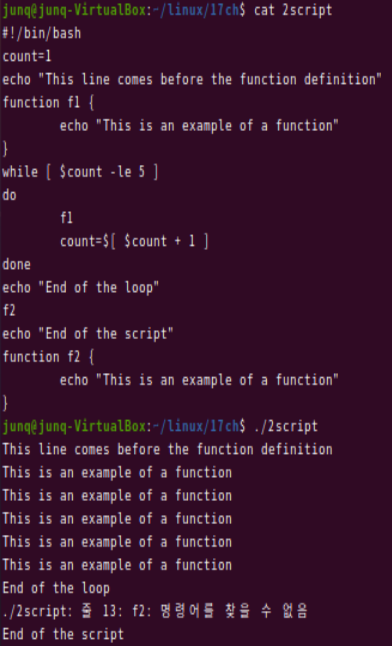 junq@junq-VirtualBox:~/linux/17ch$ cat 2script
#!/bin/bash
count=1
echo "This line comes before the function definition"
function f1 {
        echo "This is an example of a function"
}
while [ $count -le 5 ]
do
        f1
        count=$[ $count + 1 ]
done
echo "End of the loop"
f2
echo "End of the script"
function f2 {
        echo "This is an example of a function"
}
junq@junq-VirtualBox:~/linux/17ch$ ./2script
This line comes before the function definition
This is an example of a function
This is an example of a function
This is an example of a function
This is an example of a function
This is an example of a function
End of the loop
./2script: 줄 13: f2: 명령어를 찾을 수 없음
End of the script